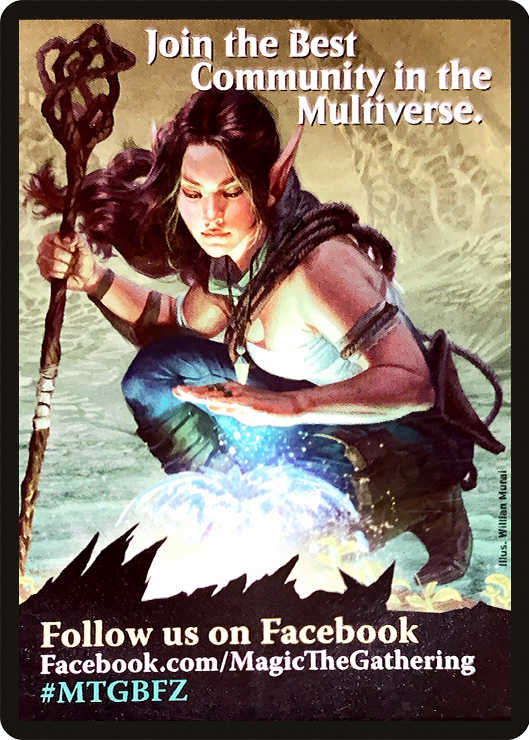 Join the Best
Community in the
Multiverse.
Illus. Willian Murai
Follow us on Facebook
Facebook.com/MagicTheGathering
#MTGBFZ